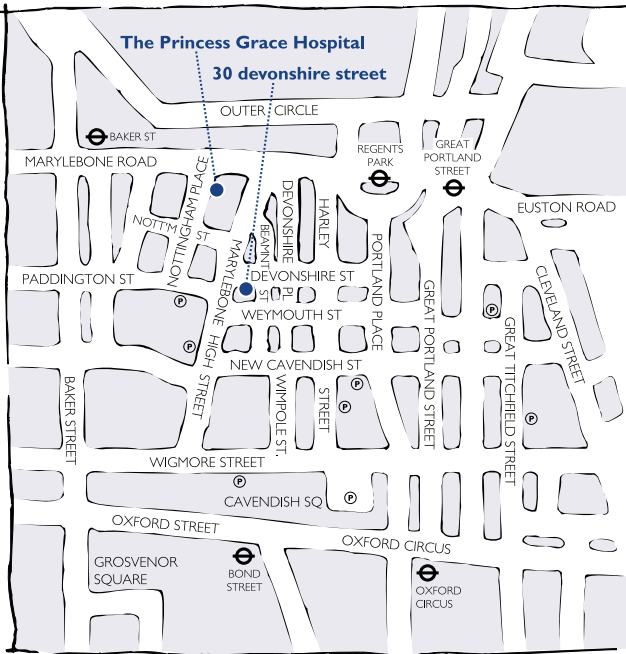 The Princess Grace Hospital
30 devonshire street
OUTER CIRCLE
BAKER ST
MARYLEBONE ROAD
REGENTS
PARK
GREAT
PORTLAND
STREET
EUSTON ROAD
NOTTINGHAM PLACE
NOTT'M ST
MARYLEBONE HIGH STREET
BEAMNT ST
DEVONSHIRE PL
HARLEY STREET
PORTLAND PLACE
PADDINGTON ST
DEVONSHIRE ST
WEYMOUTH ST
GREAT PORTLAND STREET
GREAT TITCHFIELD STREET
CLEVELAND STREET
P
P
P
NEW CAVENDISH ST
BAKER STREET
WIMPOLE ST.
P
P
P
WIGMORE STREET
P
CAVENDISH SQ
P
OXFORD STREET
OXFORD CIRCUS
GROSVENOR
SQUARE
BOND
STREET
OXFORD
CIRCUS